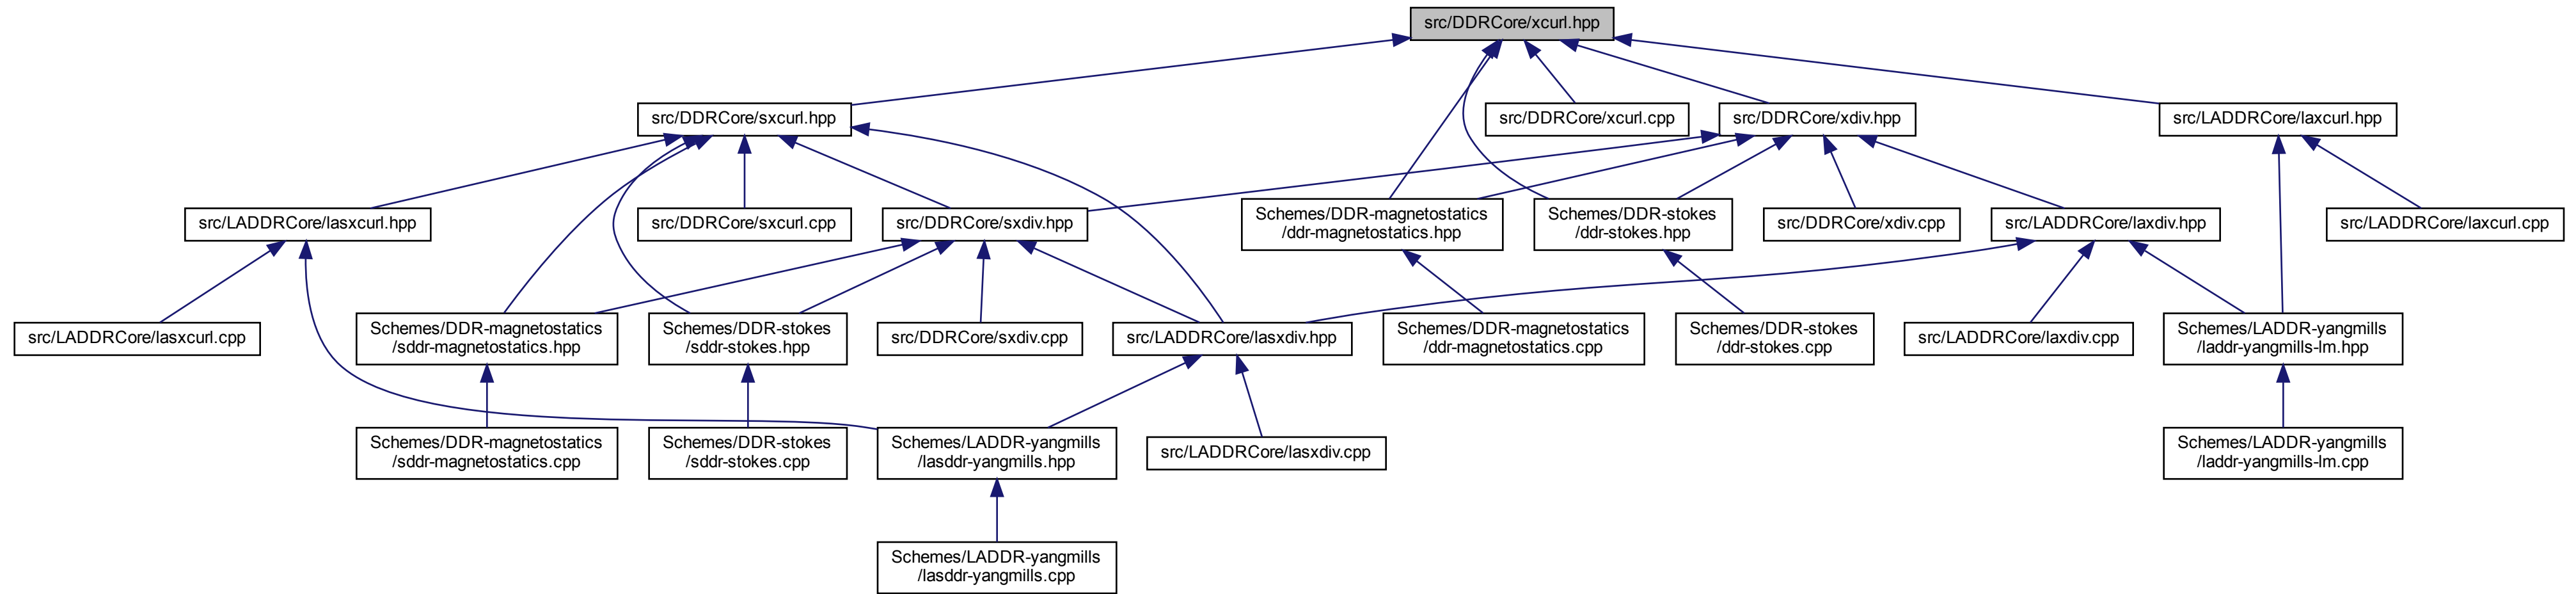 src/DDRCore/xcurl.hpp
src/DDRCore/sxcurl.hpp
src/DDRCore/xcurl.cpp
src/DDRCore/xdiv.hpp
src/LADDRCore/laxcurl.hpp
src/LADDRCore/lasxcurl.hpp
src/DDRCore/sxcurl.cpp
src/DDRCore/sxdiv.hpp
Schemes/DDR-magnetostatics
/ddr-magnetostatics.hpp
Schemes/DDR-stokes
/ddr-stokes.hpp
src/DDRCore/xdiv.cpp
src/LADDRCore/laxdiv.hpp
src/LADDRCore/laxcurl.cpp
src/LADDRCore/lasxcurl.cpp
Schemes/DDR-magnetostatics
/sddr-magnetostatics.hpp
Schemes/DDR-stokes
/sddr-stokes.hpp
src/DDRCore/sxdiv.cpp
src/LADDRCore/lasxdiv.hpp
Schemes/DDR-magnetostatics
/ddr-magnetostatics.cpp
Schemes/DDR-stokes
/ddr-stokes.cpp
src/LADDRCore/laxdiv.cpp
Schemes/LADDR-yangmills
/laddr-yangmills-lm.hpp
Schemes/DDR-magnetostatics
/sddr-magnetostatics.cpp
Schemes/DDR-stokes
/sddr-stokes.cpp
Schemes/LADDR-yangmills
/lasddr-yangmills.hpp
src/LADDRCore/lasxdiv.cpp
Schemes/LADDR-yangmills
/laddr-yangmills-lm.cpp
Schemes/LADDR-yangmills
/lasddr-yangmills.cpp